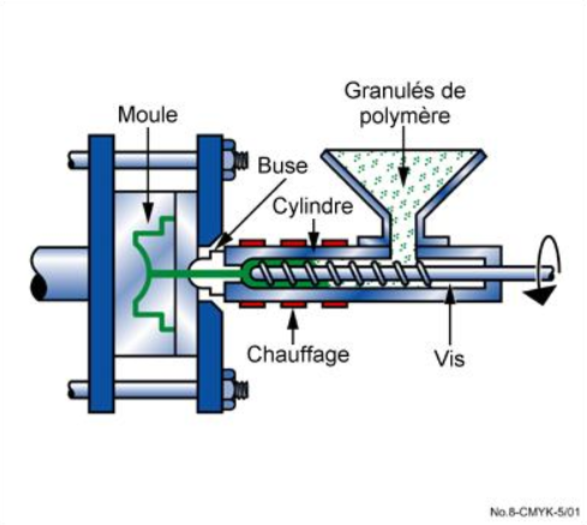 Granulés de
polymère
Moule
Buse
Cylindre
Chauffage
Vis
No.8-CMYK-5/01